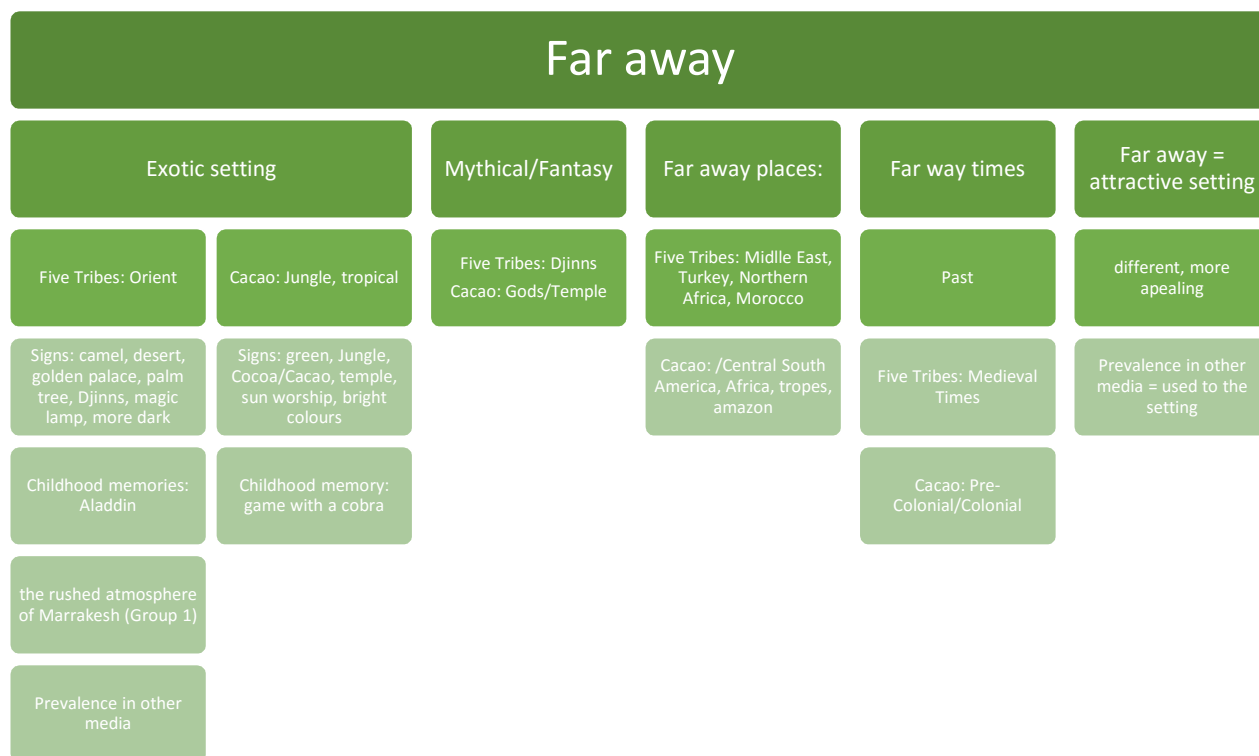 Far away
Exotic setting
Mythical/Fantasy
Far away places:
Far way times
Far away =
attractive setting
Five Tribes: Orient
Cacao: Jungle, tropical
Five Tribes: Djinns
Cacao: Gods/Temple
Five Tribes: Midlle East,
Turkey, Northern
Africa, Morocco
Past
different, more
apealing
Signs: camel, desert,
golden palace, palm
tree, Djinns, magic
lamp, more dark
Signs: green, Jungle,
Cocoa/Cacao, temple,
sun worship, bright
colours
Cacao: /Central South
America, Africa, tropes,
amazon
Five Tribes: Medieval
Times
Prevalence in other
media = used to the
setting
Childhood memories:
Aladdin
Childhood memory:
game with a cobra
Cacao: Pre-
Colonial/Colonial
the rushed atmosphere
of Marrakesh (Group 1)
Prevalence in other
media